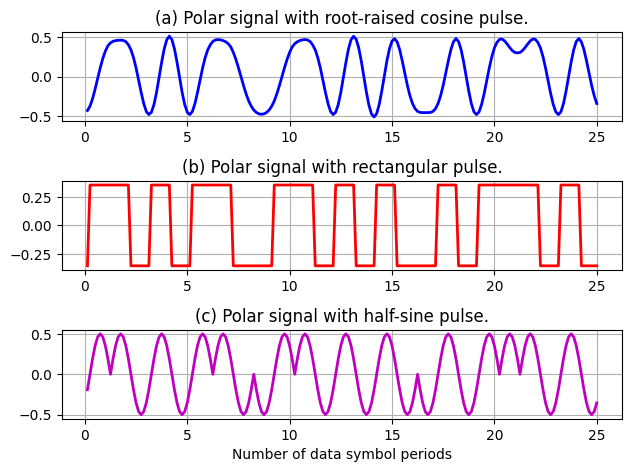 (a) Polar signal with root-raised cosine pulse.
0.5
0.0
−0.5
0 5 10 15 20 25
(b) Polar signal with rectangular pulse.
0.25
0.00
−0.25
0 5 10 15 20 25
(c) Polar signal with half-sine pulse.
0.5
0.0
−0.5
0 5 10 15 20 25
Number of data symbol periods